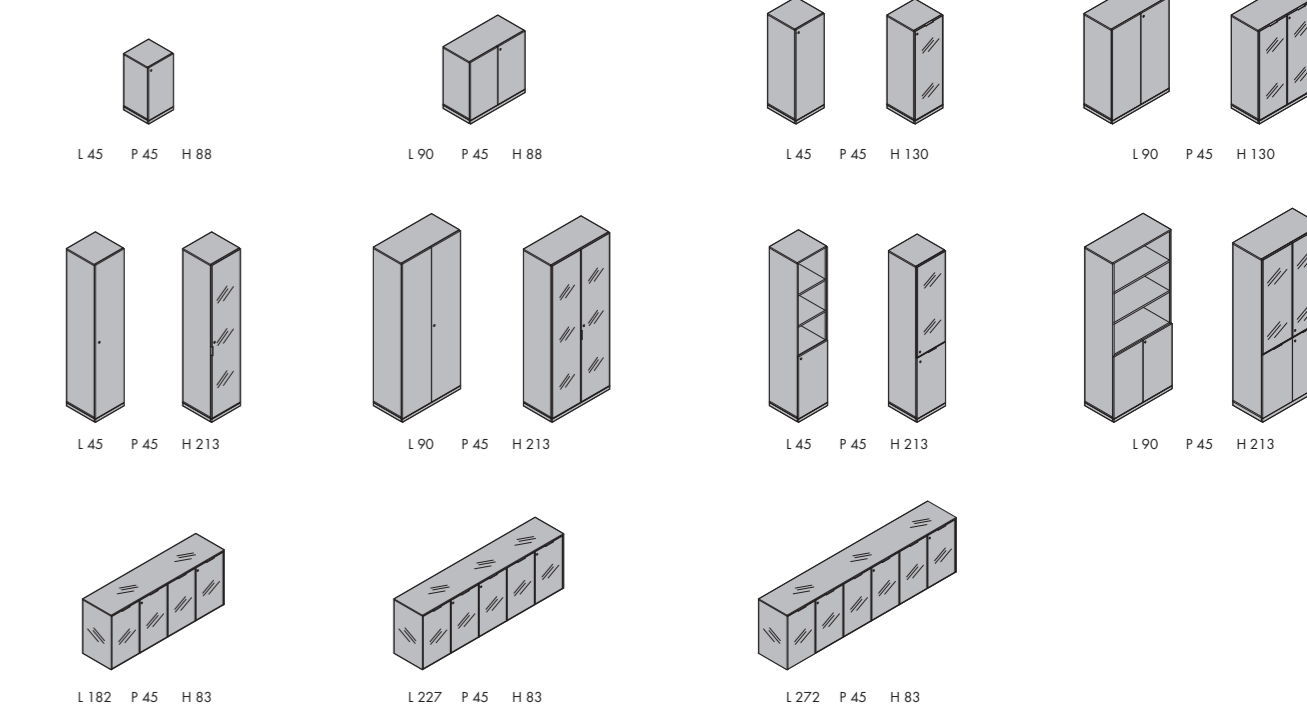 L 45 P 45 H 88
L 90 P 45 H 88
L 45 P 45 H 130
L 90 P 45 H 130
L 45 P 45 H 213
L 90 P 45 H 213
L 45 P 45 H 213
L 90 P 45 H 213
L 182 P 45 H 83
L 227 P 45 H 83
L 272 P 45 H 83